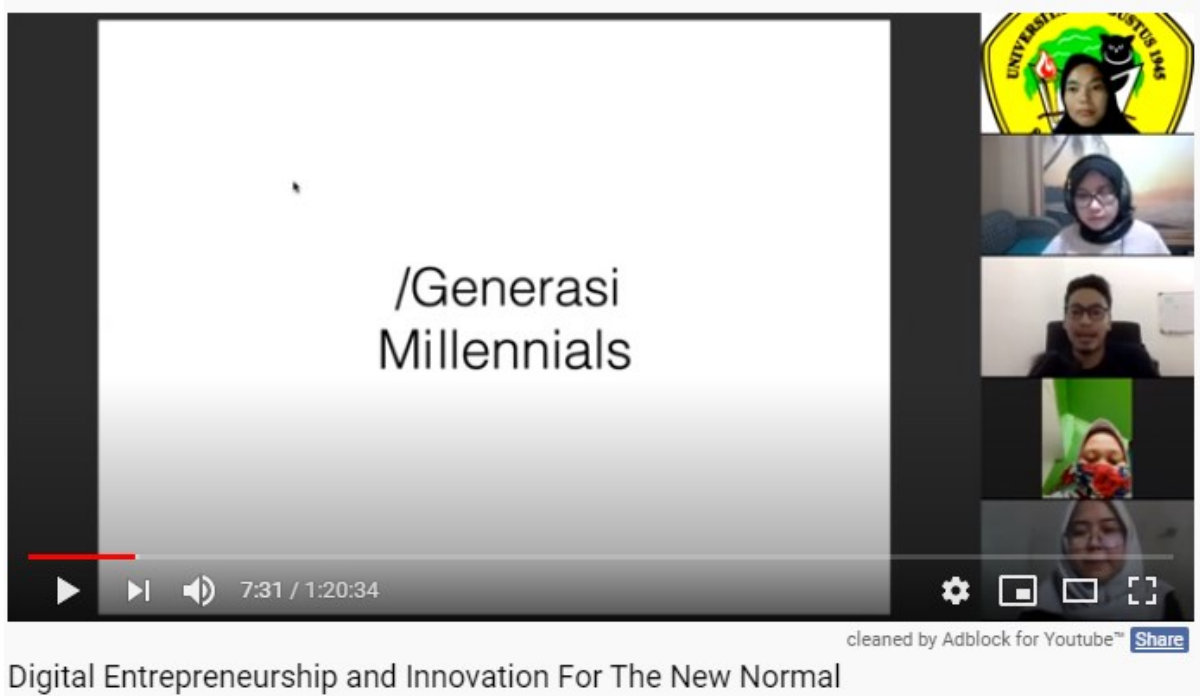 UNIVERSITAS
AGUSTUS 1945
/Generasi
Millennials
7:31 / 1:20:34
cleaned by Adblock for Youtube™ Share
Digital Entrepreneurship and Innovation For The New Normal